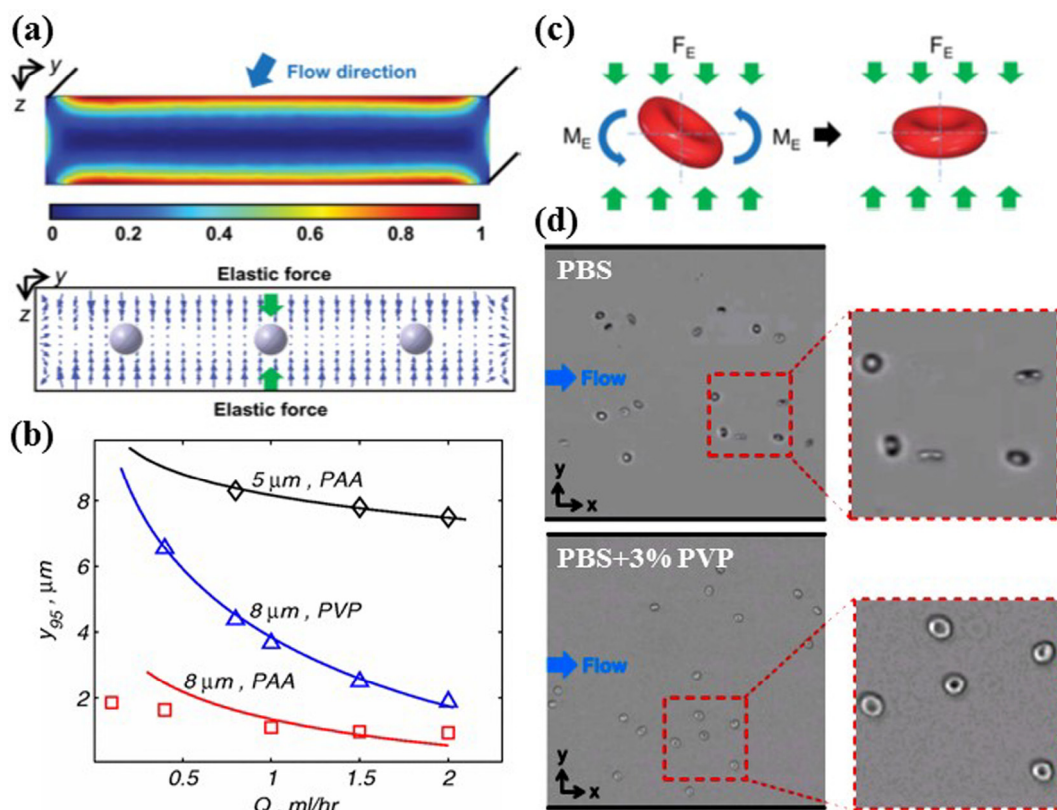 (a)
y
z
Flow direction
0 0.2 0.4 0.6 0.8 1
y
z
Elastic force
Elastic force
(b)
y95, μm
8
6
4
2
5 μm, PAA
8 μm, PVP
8 μm, PAA
0.5 1 1.5 2
Q, ml/hr
(c)
FE
FE
ME
ME
(d)
PBS
Flow
y
x
PBS+3% PVP
Flow
y
x